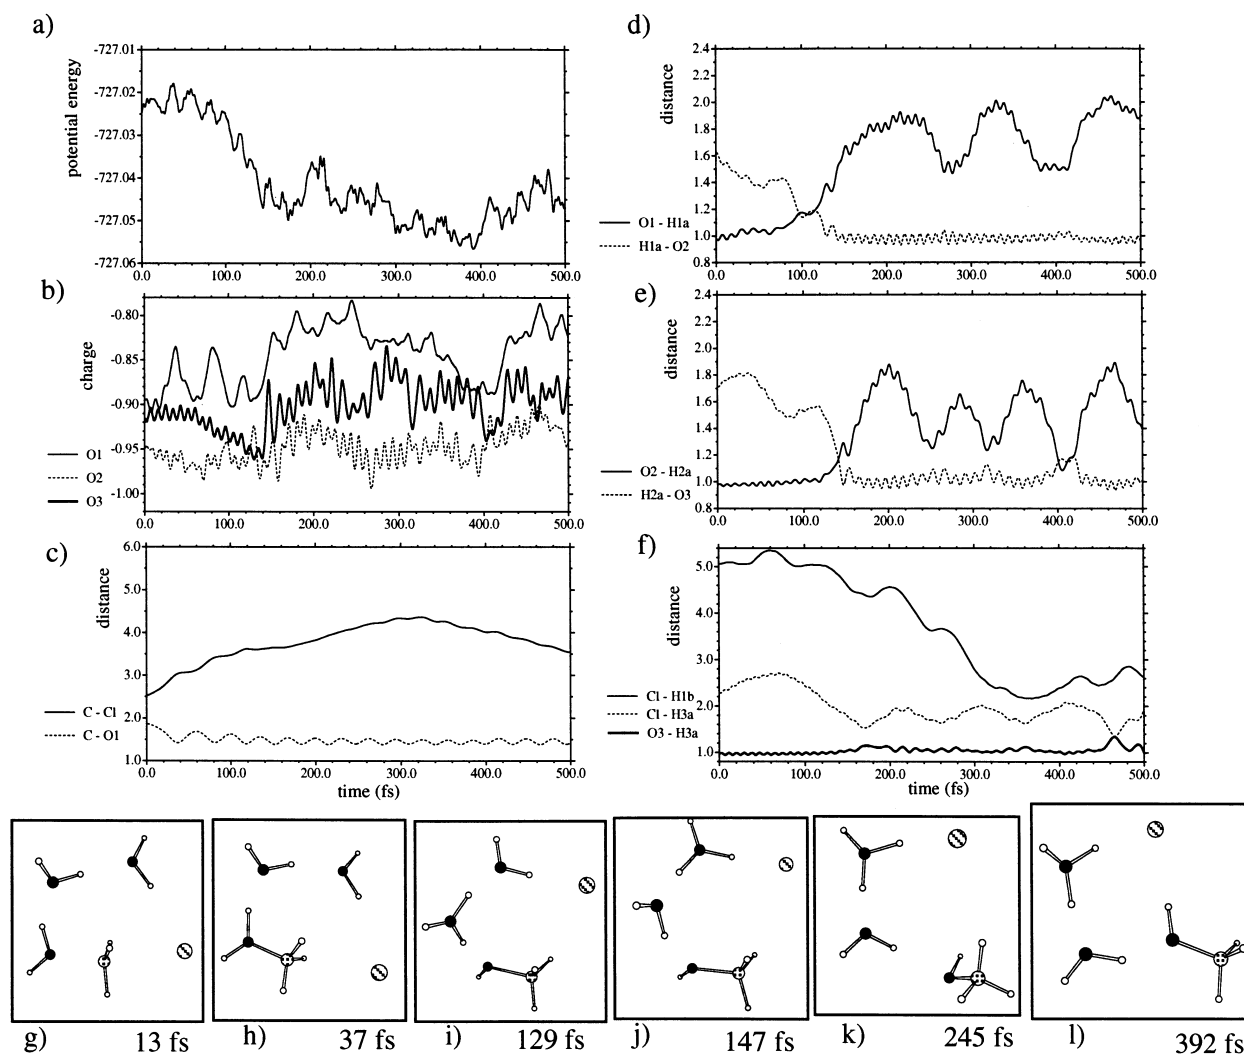 a)
-727.01
-727.02
-727.03
-727.04
-727.05
-727.06
potential energy
0.0 100.0 200.0 300.0 400.0 500.0
d)
2.4
2.2
2.0
1.8
1.6
1.4
1.2
1.0
0.8
distance
O1 - H1a
H1a - O2
0.0 100.0 200.0 300.0 400.0 500.0
b)
-0.80
-0.85
-0.90
-0.95
-1.00
charge
O1
O2
O3
0.0 100.0 200.0 300.0 400.0 500.0
e)
2.4
2.2
2.0
1.8
1.6
1.4
1.2
1.0
0.8
distance
O2 - H2a
H2a - O3
0.0 100.0 200.0 300.0 400.0 500.0
c)
6.0
5.0
4.0
3.0
2.0
1.0
distance
C - Cl
C - O1
0.0 100.0 200.0 300.0 400.0 500.0
time (fs)
f)
5.0
4.0
3.0
2.0
1.0
distance
Cl - H1b
Cl - H3a
O3 - H3a
0.0 100.0 200.0 300.0 400.0 500.0
time (fs)
g) 13 fs
h) 37 fs
i) 129 fs
j) 147 fs
k) 245 fs
l) 392 fs